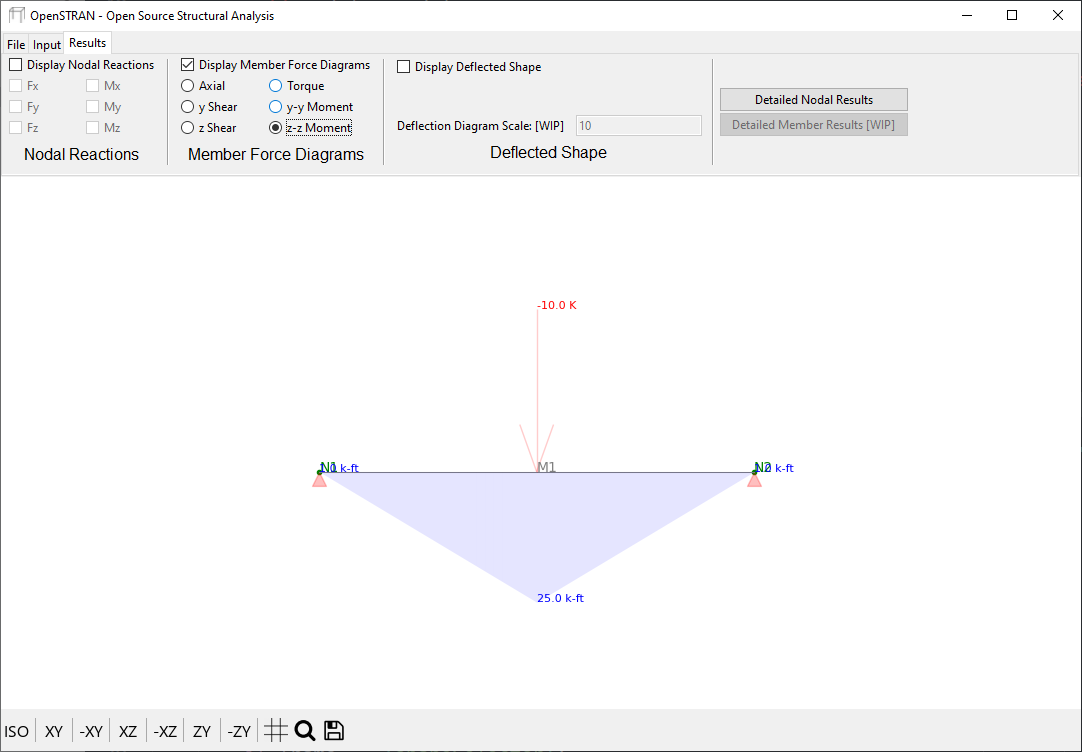 OpenSTRAN - Open Source Structural Analysis
File Input Results
Display Nodal Reactions
Fx Mx
Fy My
Fz Mz
Nodal Reactions
Display Member Force Diagrams
Axial Torque
y Shear y-y Moment
z Shear z-z Moment
Member Force Diagrams
Display Deflected Shape
Deflection Diagram Scale: [WIP] 10
Deflected Shape
Detailed Nodal Results
Detailed Member Results [WIP]
-10.0 K
N1 k-ft M1 N2 k-ft
25.0 k-ft
ISO XY -XY XZ -XZ ZY -ZY